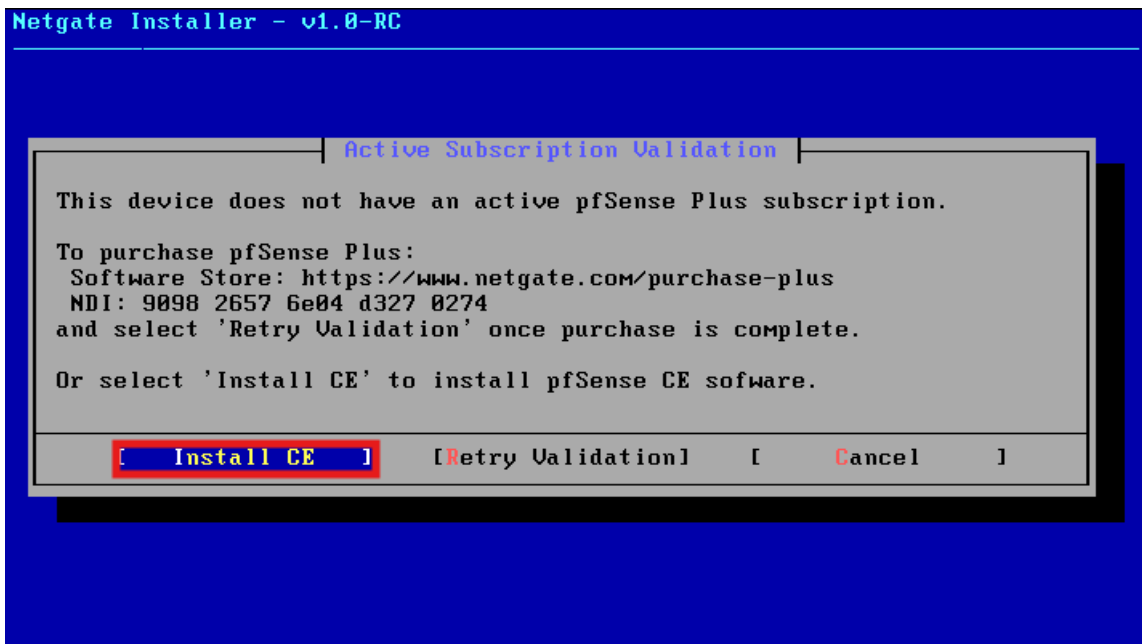 Netgate Installer - v1.0-RC
Active Subscription Validation
This device does not have an active pfSense Plus subscription.
To purchase pfSense Plus:
Software Store: https://www.netgate.com/purchase-plus
NDI: 9098 2657 6e04 d327 0274
and select 'Retry Validation' once purchase is complete.
Or select 'Install CE' to install pfSense CE sofware.
[ Install CE ] [Retry Validation] [ Cancel ]